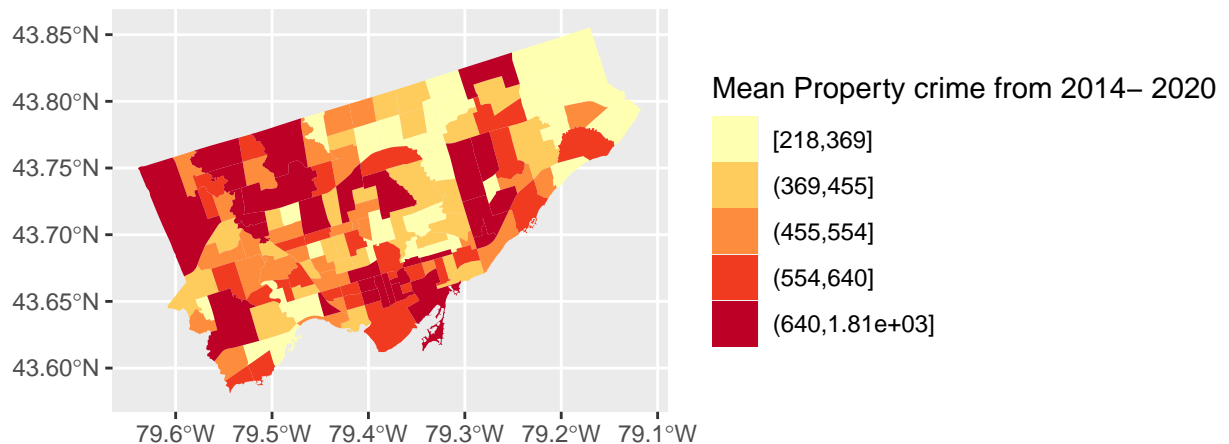 43.85°N
43.80°N
43.75°N
43.70°N
43.65°N
43.60°N
79.6°W 79.5°W 79.4°W 79.3°W 79.2°W 79.1°W
Mean Property crime from 2014– 2020
[218,369]
(369,455]
(455,554]
(554,640]
(640,1.81e+03]